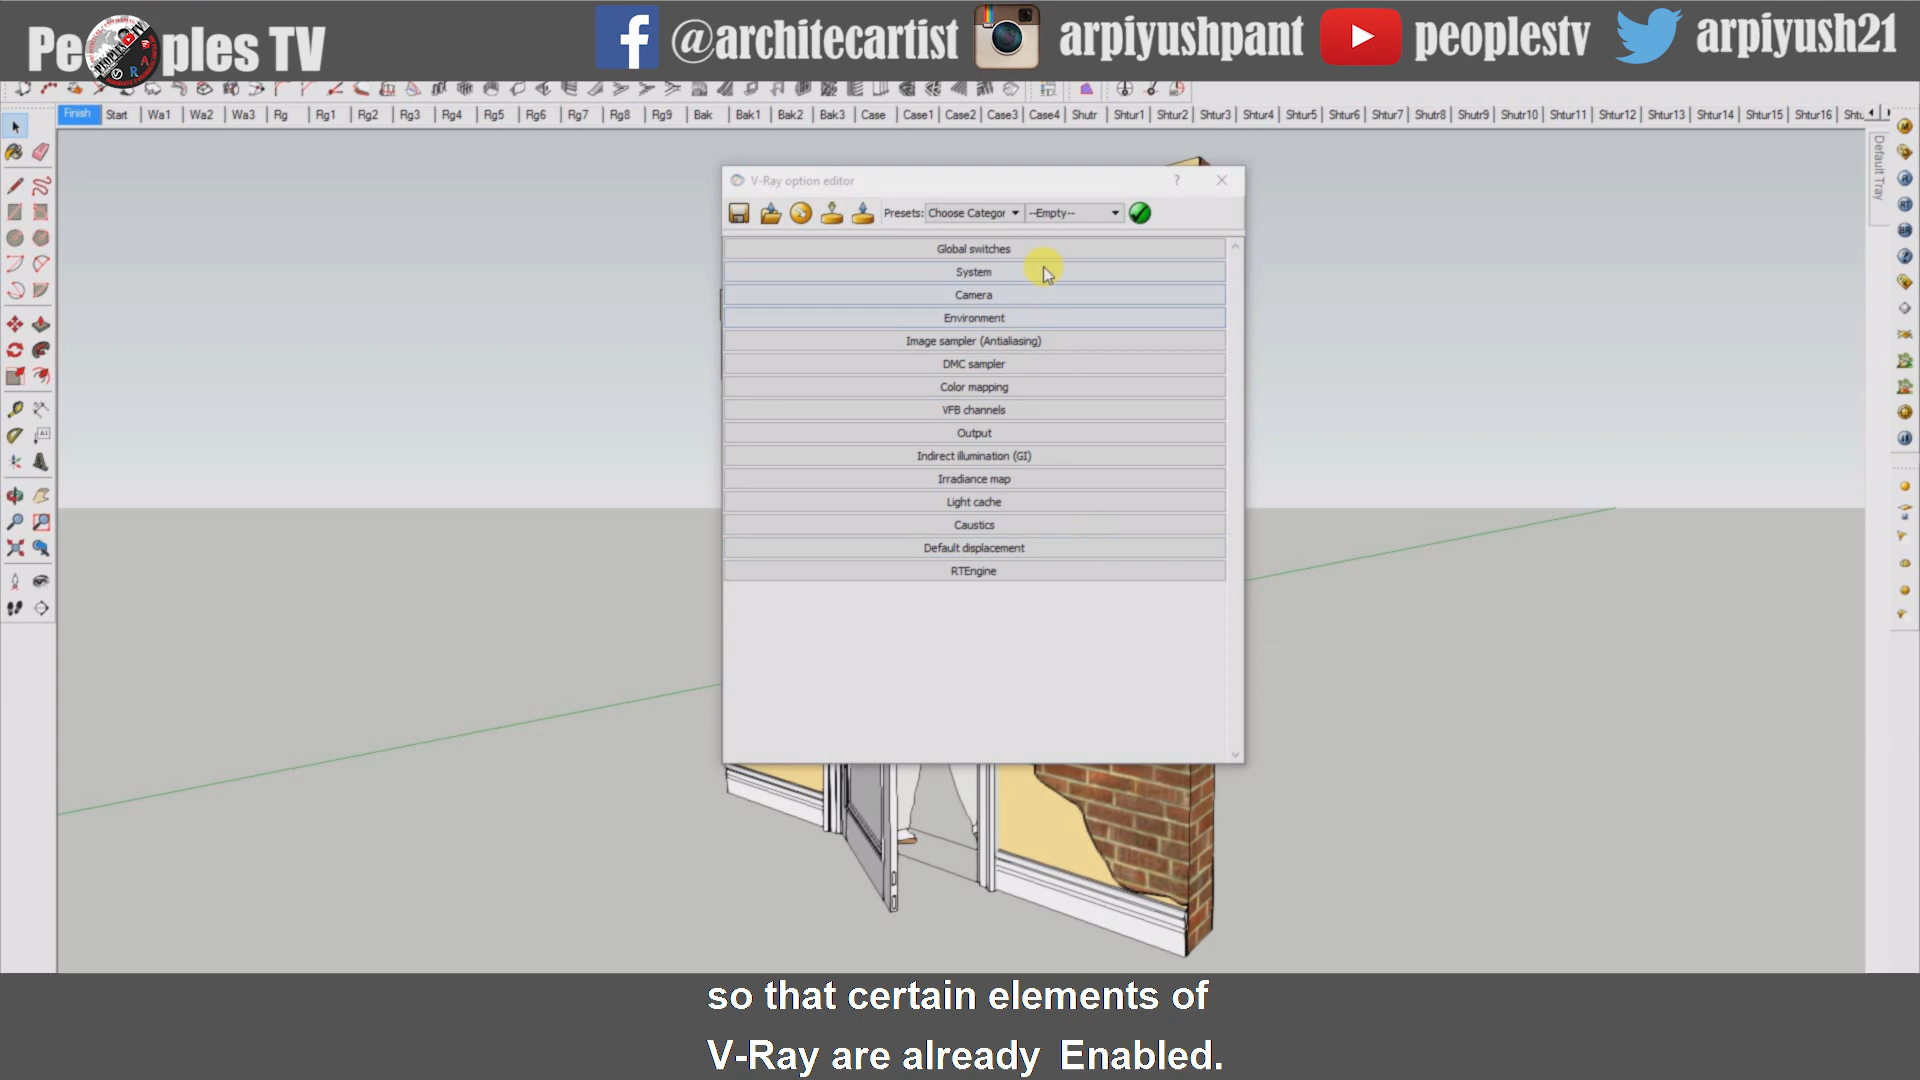 Peoples TV
@architecartist
arpiyushpant
peoplestv
arpiyush21
Finish Start Wa1 Wa2 Wa3 Rg Rg1 Rg2 Rg3 Rg4 Rg5 Rg6 Rg7 Rg8 Rg9 Bak Bak1 Bak2 Bak3 Case Case1 Case2 Case3 Case4 Shutr Shtur1 Shtur2 Shtur3 Shtur4 Shtur5 Shtur6 Shtur7 Shutr8 Shutr9 Shtur10 Shtur11 Shtur12 Shtur13 Shtur14 Shtur15 Shtur16 Shtu
Default Tray
V-Ray option editor ?
Presets: Choose Categor --Empty--
Global switches
System
Camera
Environment
Image sampler (Antialiasing)
DMC sampler
Color mapping
VFB channels
Output
Indirect illumination (GI)
Irradiance map
Light cache
Caustics
Default displacement
RTEngine
so that certain elements of
V-Ray are already Enabled.